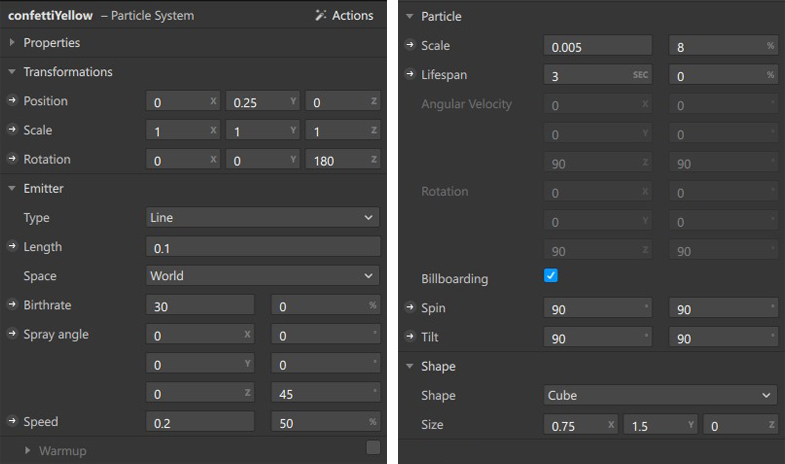 confettiYellow – Particle System Actions
Properties
Transformations
Position 0 X 0.25 Y 0 Z
Scale 1 X 1 Y 1 Z
Rotation 0 X 0 Y 180 Z
Emitter
Type Line
Length 0.1
Space World
Birthrate 30 0 %
Spray angle 0 X 0 °
0 Y 0 °
0 Z 45 °
Speed 0.2 50 %
Warmup
Particle
Scale 0.005 8 %
Lifespan 3 SEC 0 %
Angular Velocity 0 X 0 °
0 Y 0 °
90 Z 90 °
Rotation 0 X 0 °
0 Y 0 °
90 Z 90 °
Billboarding
Spin 90 ° 90 °
Tilt 90 ° 90 °
Shape
Shape Cube
Size 0.75 X 1.5 Y 0 Z